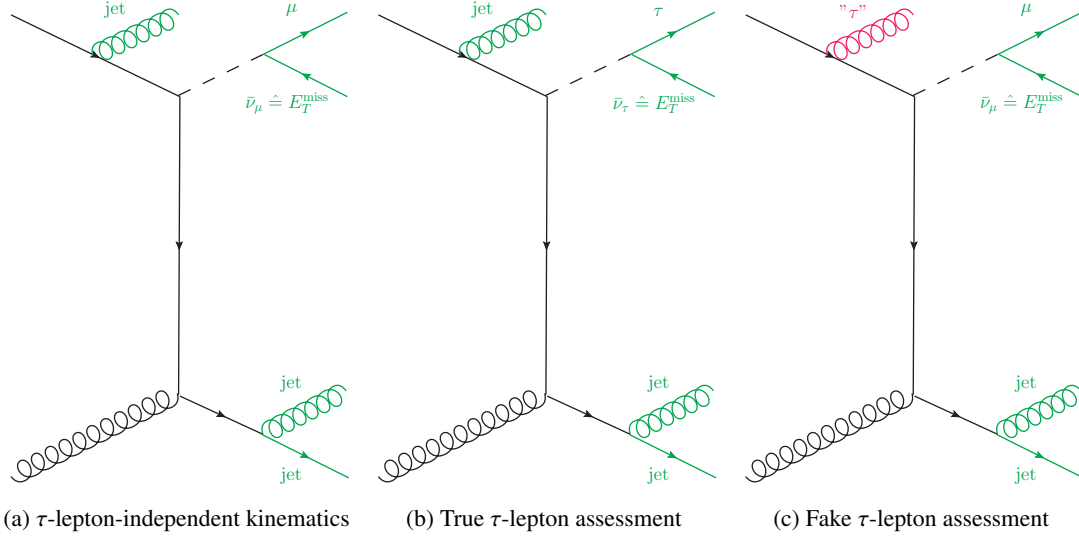 jet
μ
ν̄_μ ≙ E_T^miss
jet
jet
(a) τ-lepton-independent kinematics
jet
τ
ν̄_τ ≙ E_T^miss
jet
jet
(b) True τ-lepton assessment
"τ"
μ
ν̄_μ ≙ E_T^miss
jet
jet
(c) Fake τ-lepton assessment